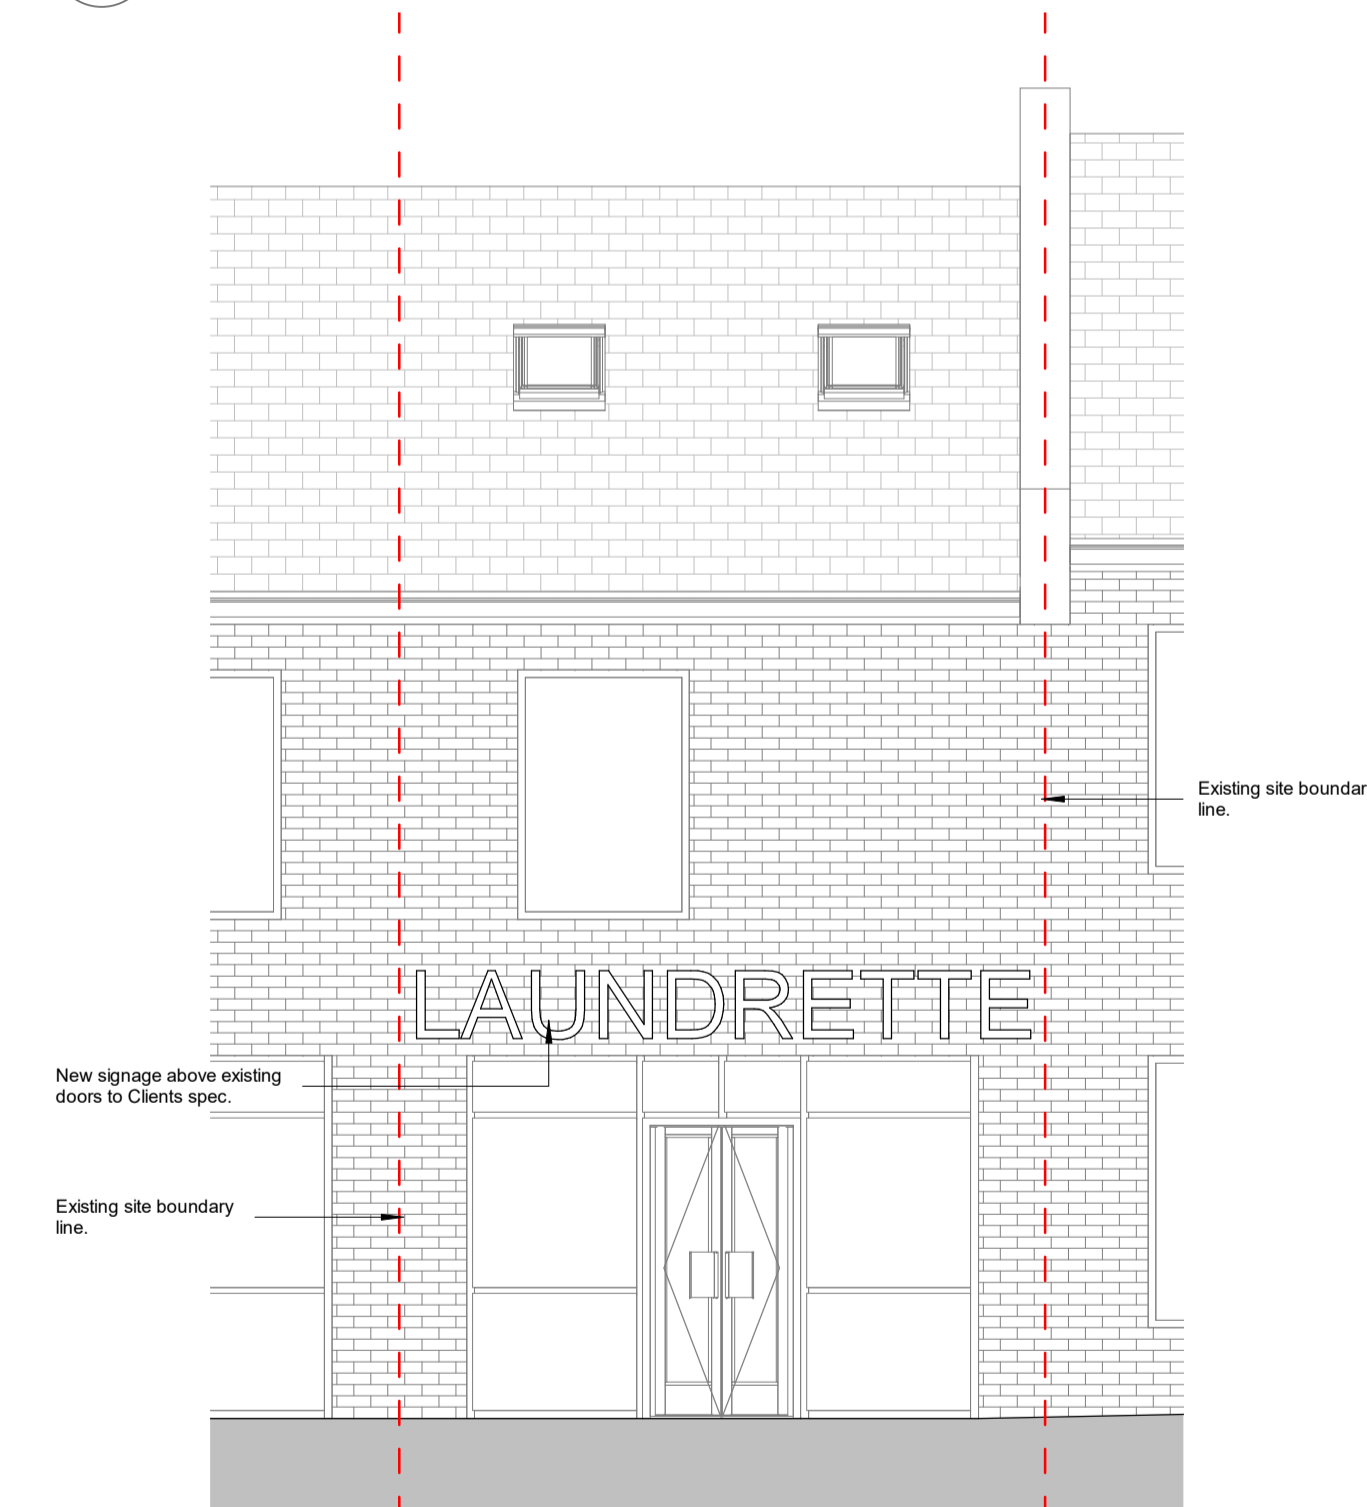 Existing site boundar
line.
LAUNDRETTE
New signage above existing
doors to Clients spec.
Existing site boundary
line.